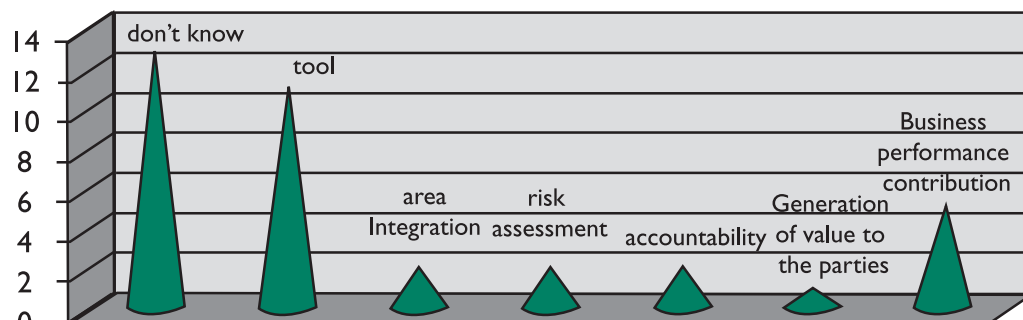 14
don't know
12
tool
10
8
6
4
2
0
area
Integration
risk
assessment
accountability
Generation
of value to
the parties
Business
performance
contribution